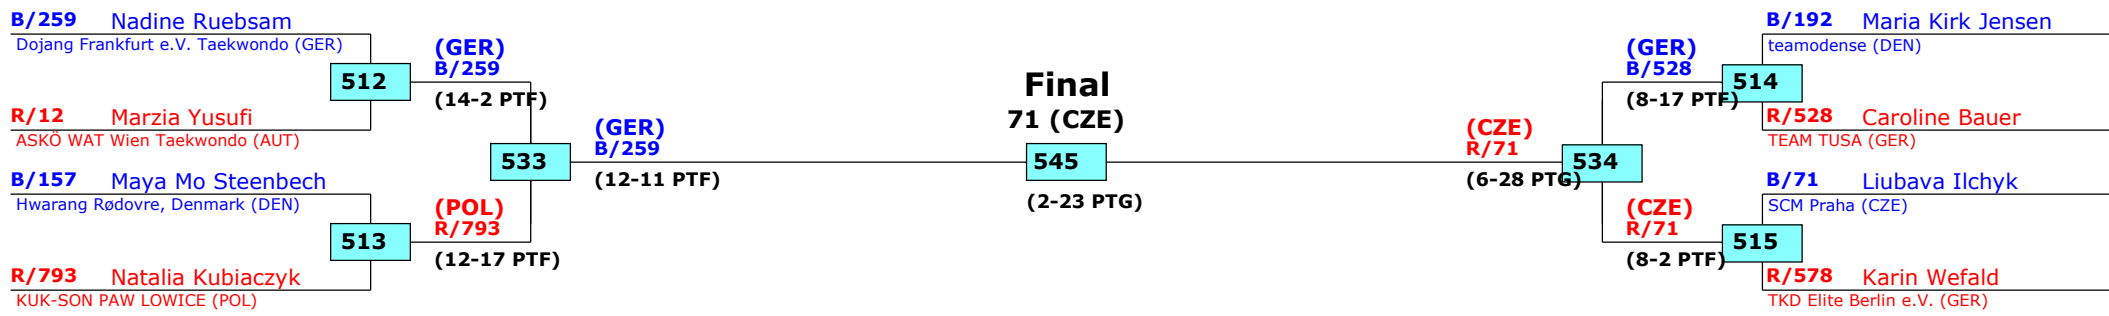 B/259 Nadine Ruebsam
Dojang Frankfurt e.V. Taekwondo (GER)
512
R/12 Marzia Yusufi
ASKÖ WAT Wien Taekwondo (AUT)
(GER)
B/259
(14-2 PTF)
B/157 Maya Mo Steenbech
Hwarang Rødovre, Denmark (DEN)
513
R/793 Natalia Kubiaczyk
KUK-SON PAW LOWICE (POL)
(POL)
R/793
(12-17 PTF)
533
(GER)
B/259
(12-11 PTF)
Final
71 (CZE)
545
(2-23 PTG)
(CZE)
R/71
(6-28 PTG)
534
(GER)
B/528
(8-17 PTF)
514
B/192 Maria Kirk Jensen
teamodense (DEN)
R/528 Caroline Bauer
TEAM TUSA (GER)
(CZE)
R/71
(8-2 PTF)
515
B/71 Liubava Ilchyk
SCM Praha (CZE)
R/578 Karin Wefald
TKD Elite Berlin e.V. (GER)